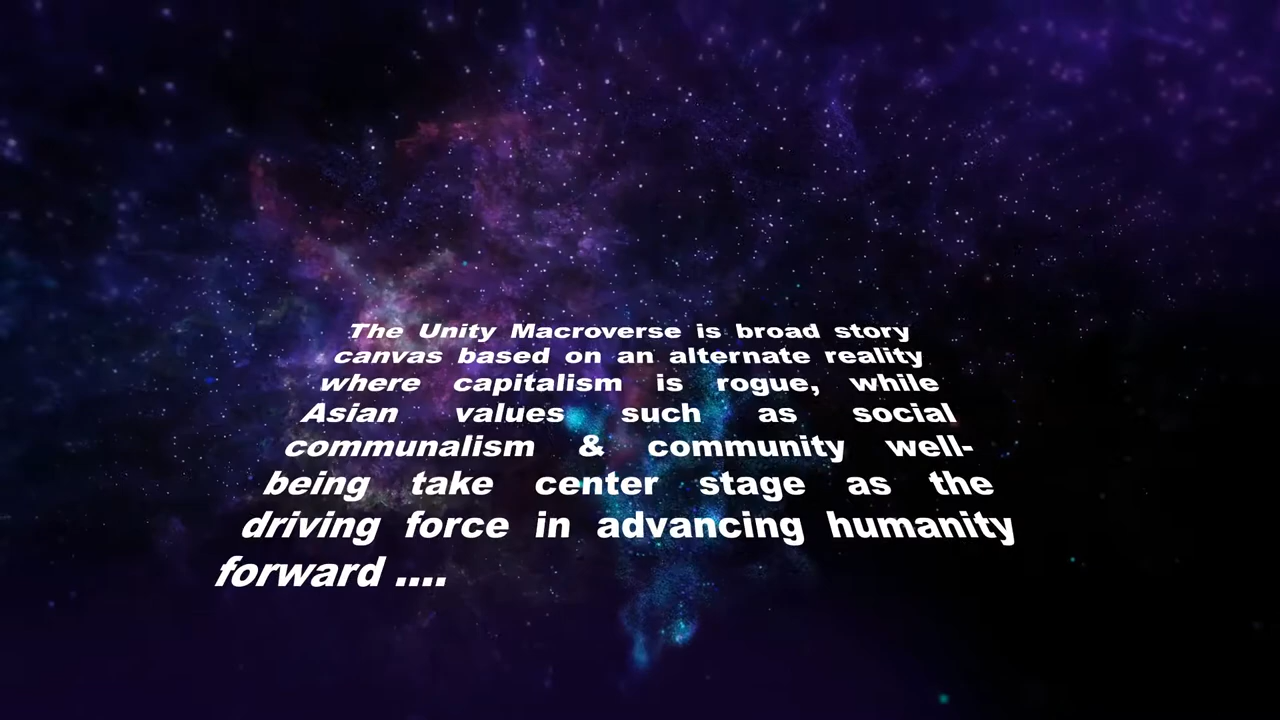 The Unity Macroverse is broad story
canvas based on an alternate reality
where capitalism is rogue, while
Asian values such as social
communalism & community well-
being take center stage as the
driving force in advancing humanity
forward ....